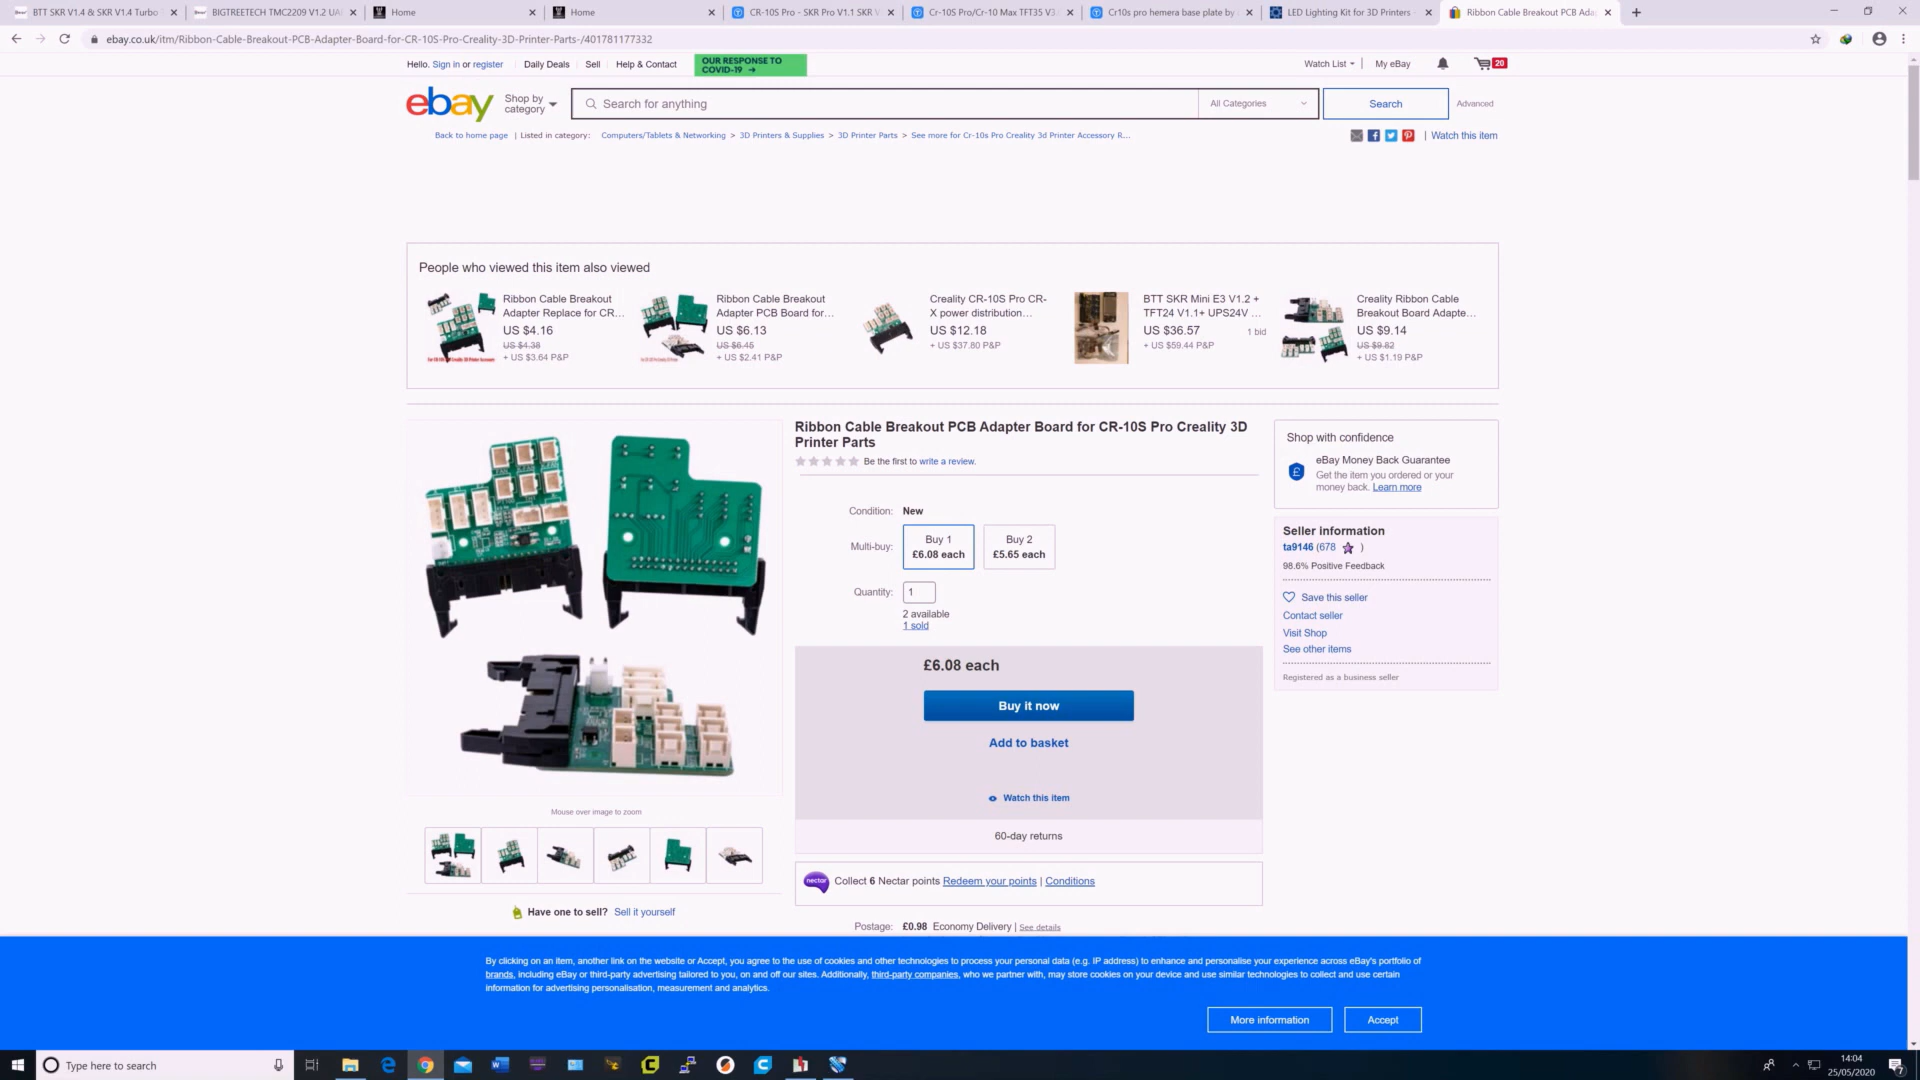 BTT SKR V1.4 & SKR V1.4 Turbo
BIGTREETECH TMC2209 V1.2 UA
Home
Home
CR-10S Pro - SKR Pro V1.1 SKR V
Cr-10S Pro/Cr-10 Max TFT35 V3.
Cr10s pro hemera base plate by
LED Lighting Kit for 3D Printers
Ribbon Cable Breakout PCB Ada
ebay.co.uk/itm/Ribbon-Cable-Breakout-PCB-Adapter-Board-for-CR-10S-Pro-Creality-3D-Printer-Parts-/401781177332
Hello. Sign in or register
Daily Deals
Sell
Help & Contact
OUR RESPONSE TO
COVID-19 →
Watch List
My eBay
20
ebay
Shop by
category
Search for anything
All Categories
Search
Advanced
Back to home page | Listed in category: Computers/Tablets & Networking > 3D Printers & Supplies > 3D Printer Parts > See more for Cr-10s Pro Creality 3d Printer Accessory R...
| Watch this item
People who viewed this item also viewed
Ribbon Cable Breakout
Adapter Replace for CR...
US $4.16
US $4.38
+ US $3.64 P&P
Ribbon Cable Breakout
Adapter PCB Board for...
US $6.13
US $6.45
+ US $2.41 P&P
Creality CR-10S Pro CR-
X power distribution...
US $12.18
+ US $37.80 P&P
BTT SKR Mini E3 V1.2 +
TFT24 V1.1+ UPS24V ...
US $36.57
1 bid
+ US $59.44 P&P
Creality Ribbon Cable
Breakout Board Adapte...
US $9.14
US $9.82
+ US $1.19 P&P
Ribbon Cable Breakout PCB Adapter Board for CR-10S Pro Creality 3D
Printer Parts
Be the first to write a review.
Condition: New
Multi-buy:
Buy 1
£6.08 each
Buy 2
£5.65 each
Quantity: 1
2 available
1 sold
£6.08 each
Buy it now
Add to basket
Watch this item
60-day returns
nectar
Collect 6 Nectar points Redeem your points | Conditions
Postage: £0.98 Economy Delivery | See details
Shop with confidence
eBay Money Back Guarantee
Get the item you ordered or your
money back. Learn more
Seller information
ta9146 (678 )
98.6% Positive Feedback
Save this seller
Contact seller
Visit Shop
See other items
Registered as a business seller
Mouse over image to zoom
Have one to sell? Sell it yourself
By clicking on an item, another link on the website or Accept, you agree to the use of cookies and other technologies to process your personal data (e.g. IP address) to enhance and personalise your experience across eBay's portfolio of
brands, including eBay or third-party advertising tailored to you, on and off our sites. Additionally, third-party companies, who we partner with, may store cookies on your device and use similar technologies to collect and use certain
information for advertising personalisation, measurement and analytics.
More information
Accept
Type here to search
14:04
25/05/2020